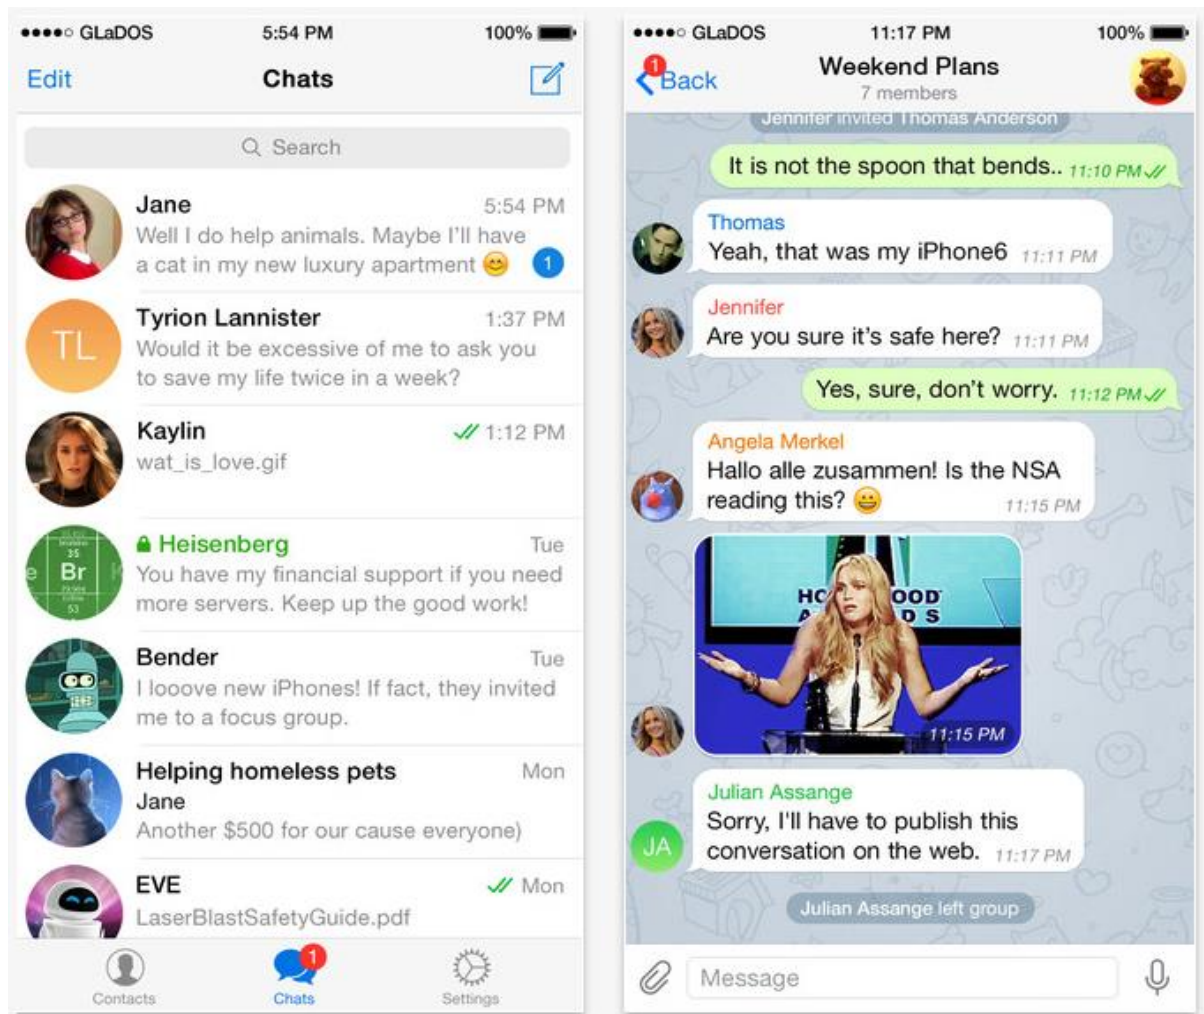 GLaDOS 5:54 PM 100%
Edit Chats
Search
Jane 5:54 PM
Well I do help animals. Maybe I'll have
a cat in my new luxury apartment 😊 1
TL
Tyrion Lannister 1:37 PM
Would it be excessive of me to ask you
to save my life twice in a week?
Kaylin 1:12 PM
wat_is_love.gif
35
Br
53
Heisenberg Tue
You have my financial support if you need
more servers. Keep up the good work!
Bender Tue
I looove new iPhones! If fact, they invited
me to a focus group.
Helping homeless pets Mon
Jane
Another $500 for our cause everyone)
EVE Mon
LaserBlastSafetyGuide.pdf
1
Contacts Chats Settings
GLaDOS 11:17 PM 100%
1
Back Weekend Plans
7 members
Jennifer invited Thomas Anderson
It is not the spoon that bends.. 11:10 PM
Thomas
Yeah, that was my iPhone6 11:11 PM
Jennifer
Are you sure it's safe here? 11:11 PM
Yes, sure, don't worry. 11:12 PM
Angela Merkel
Hallo alle zusammen! Is the NSA
reading this? 😀 11:15 PM
HO OOD
A DS
11:15 PM
Julian Assange
Sorry, I'll have to publish this
JA
conversation on the web. 11:17 PM
Julian Assange left group
Message